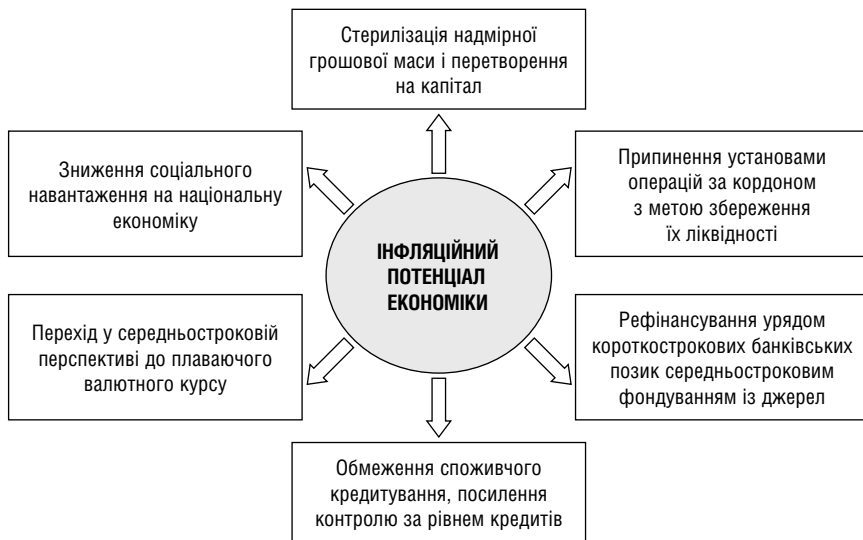 Стерилізація надмірної
грошової маси і перетворення
на капітал
Зниження соціального
навантаження на національну
економіку
Припинення установами
операцій за кордоном
з метою збереження
їх ліквідності
ІНФЛЯЦІЙНИЙ
ПОТЕНЦІАЛ
ЕКОНОМІКИ
Перехід у середньостроковій
перспективі до плаваючого
валютного курсу
Рефінансування урядом
короткострокових банківських
позик середньостроковим
фондуванням із джерел
Обмеження споживчого
кредитування, посилення
контролю за рівнем кредитів